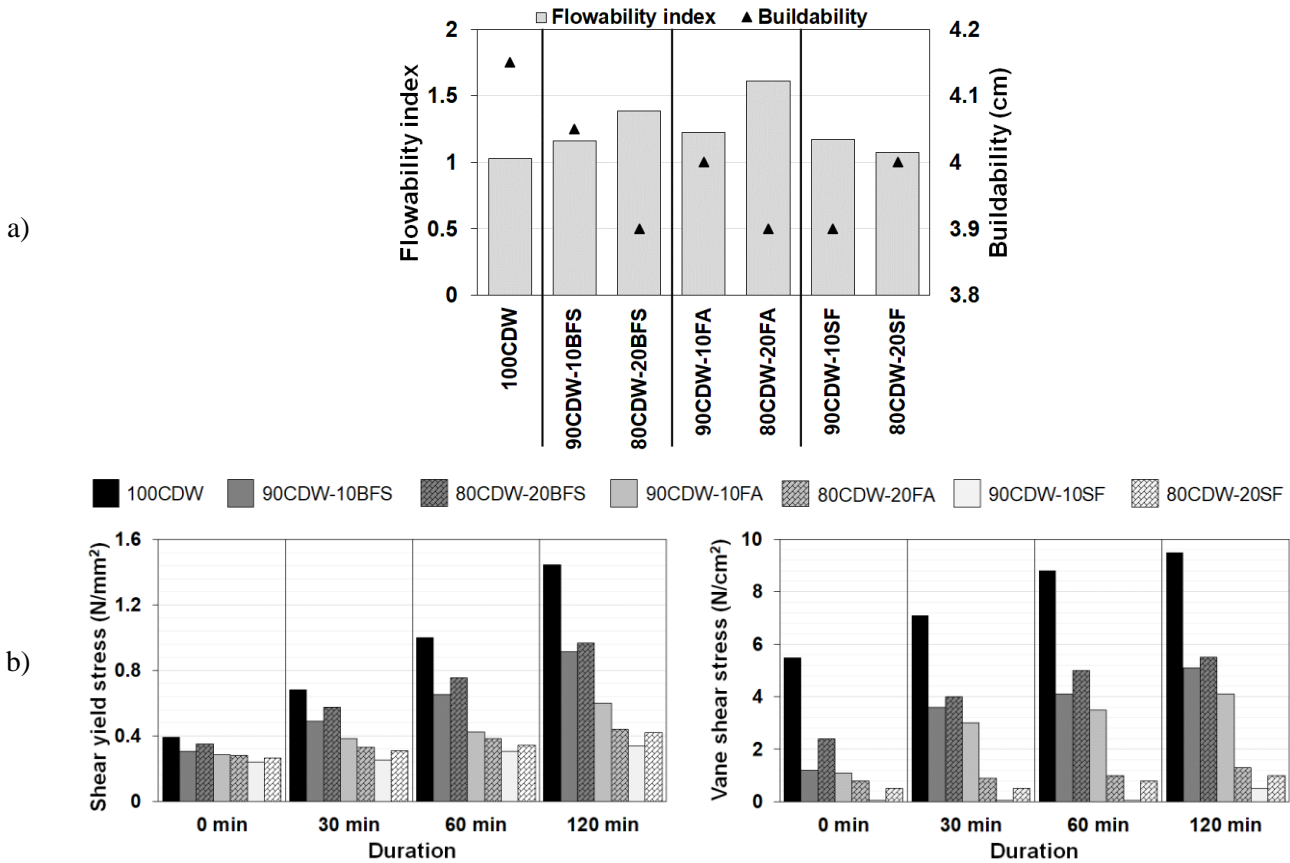 a)
Flowability index Buildability
Flowability index
2
1.5
1
0.5
0
Buildability (cm)
4.2
4.1
4
3.9
3.8
100CDW
90CDW-10BFS
80CDW-20BFS
90CDW-10FA
80CDW-20FA
90CDW-10SF
80CDW-20SF
b)
100CDW 90CDW-10BFS 80CDW-20BFS 90CDW-10FA 80CDW-20FA 90CDW-10SF 80CDW-20SF
Shear yield stress (N/mm²)
1.6
1.2
0.8
0.4
0
0 min 30 min 60 min 120 min
Duration
Vane shear stress (N/cm²)
10
8
6
4
2
0
0 min 30 min 60 min 120 min
Duration